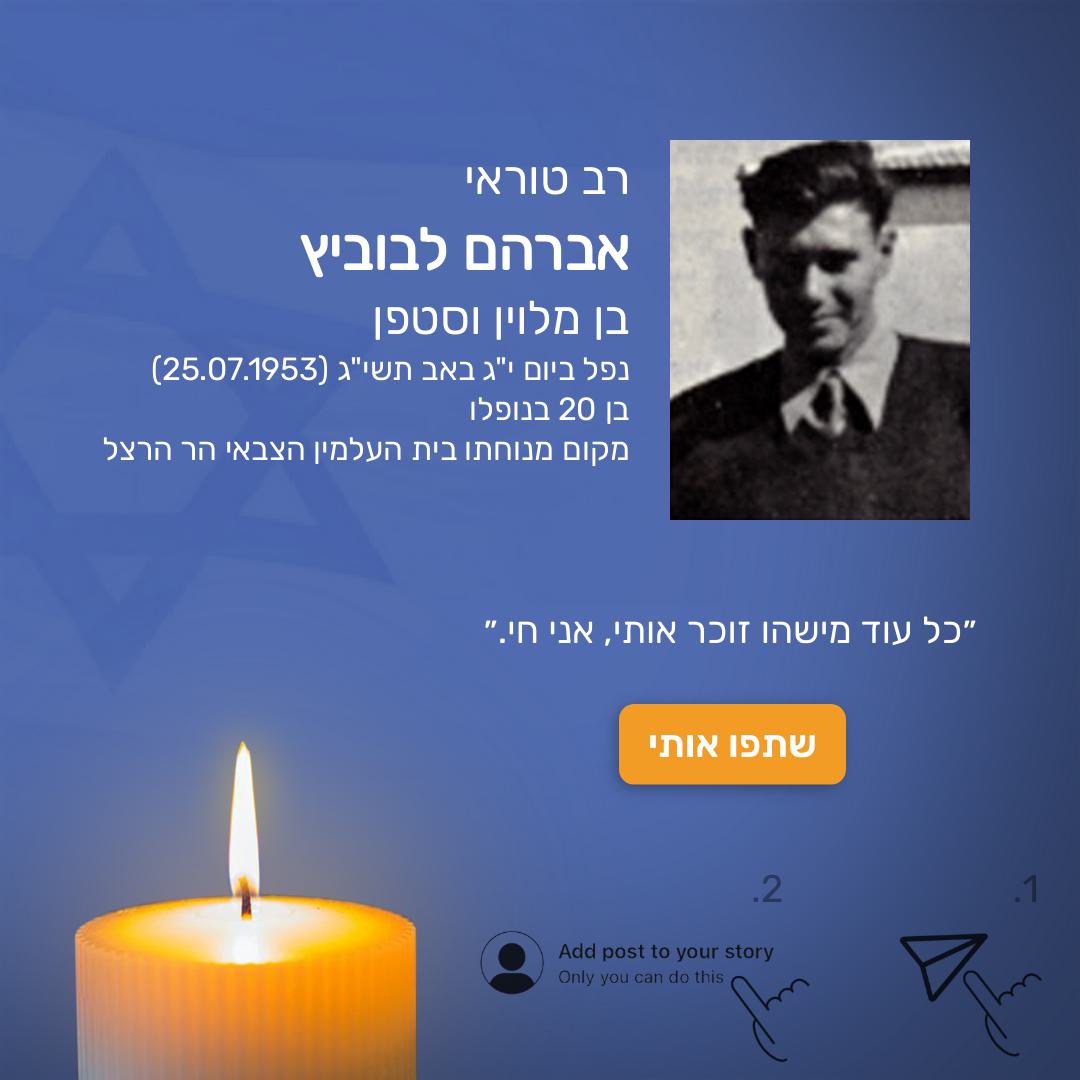 רב טוראי
אברהם לבוביץ
בן מלוין וסטפן
נפל ביום י"ג באב תשי"ג (25.07.1953)
בן 20 בנופלו
מקום מנוחתו בית העלמין הצבאי הר הרצל
״כל עוד מישהו זוכר אותי, אני חי.״
שתפו אותי
1.
2.
Add post to your story
Only you can do this